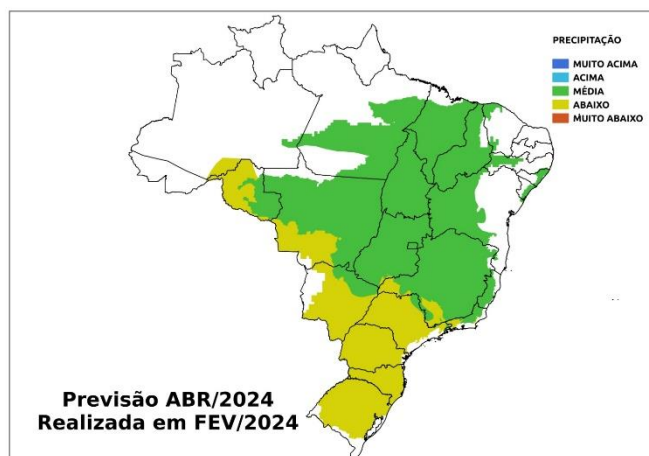 PRECIPITAÇÃO
MUITO ACIMA
ACIMA
MÉDIA
ABAIXO
MUITO ABAIXO
Previsão ABR/2024
Realizada em FEV/2024